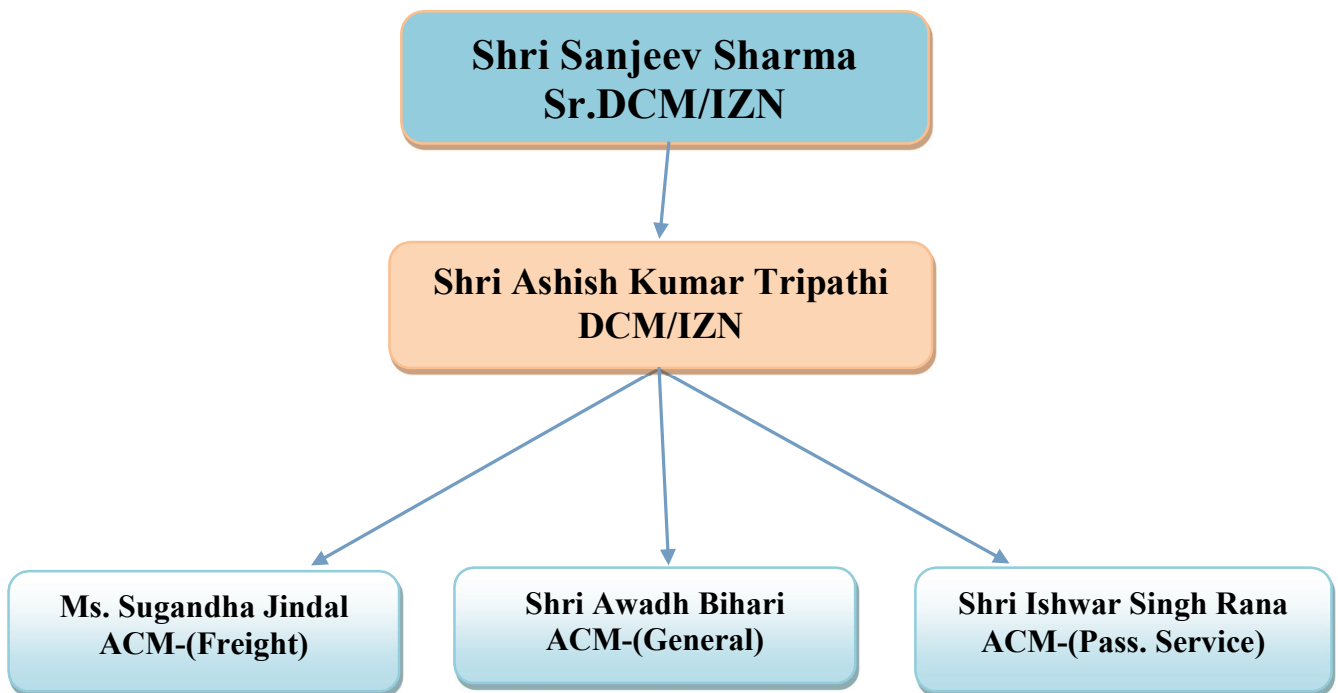 Shri Sanjeev Sharma
Sr.DCM/IZN
Shri Ashish Kumar Tripathi
DCM/IZN
Ms. Sugandha Jindal
ACM-(Freight)
Shri Awadh Bihari
ACM-(General)
Shri Ishwar Singh Rana
ACM-(Pass. Service)